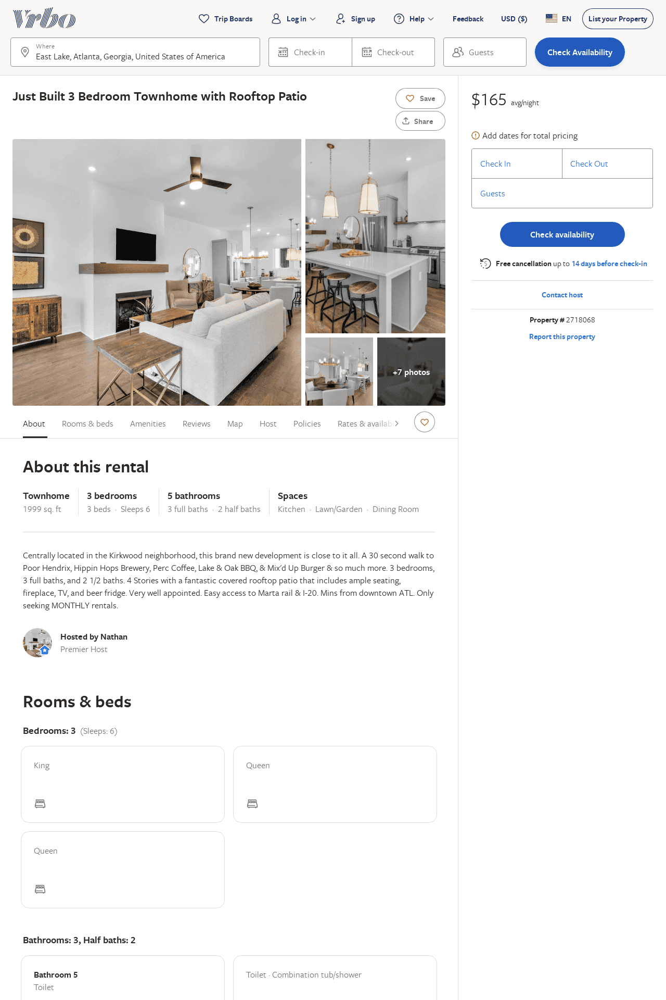 Vrbo
Trip Boards
Log in
Sign up
Help
Feedback
USD ($)
EN
List your Property
Where
East Lake, Atlanta, Georgia, United States of America
Check-in
Check-out
Guests
Check Availability
Just Built 3 Bedroom Townhome with Rooftop Patio
Save
Share
+7 photos
$165 avg/night
Add dates for total pricing
Check In
Check Out
Guests
Check availability
Free cancellation up to 14 days before check-in
Contact host
Property # 2718068
Report this property
About
Rooms & beds
Amenities
Reviews
Map
Host
Policies
Rates & availab
About this rental
Townhome
1999 sq. ft
3 bedrooms
3 beds · Sleeps 6
5 bathrooms
3 full baths · 2 half baths
Spaces
Kitchen · Lawn/Garden · Dining Room
Centrally located in the Kirkwood neighborhood, this brand new development is close to it all. A 30 second walk to
Poor Hendrix, Hippin Hops Brewery, Perc Coffee, Lake & Oak BBQ, & Mix'd Up Burger & so much more. 3 bedrooms,
3 full baths, and 2 1/2 baths. 4 Stories with a fantastic covered rooftop patio that includes ample seating,
fireplace, TV, and beer fridge. Very well appointed. Easy access to Marta rail & I-20. Mins from downtown ATL. Only
seeking MONTHLY rentals.
Hosted by Nathan
Premier Host
Rooms & beds
Bedrooms: 3 (Sleeps: 6)
King
Queen
Queen
Bathrooms: 3, Half baths: 2
Bathroom 5
Toilet
Toilet · Combination tub/shower